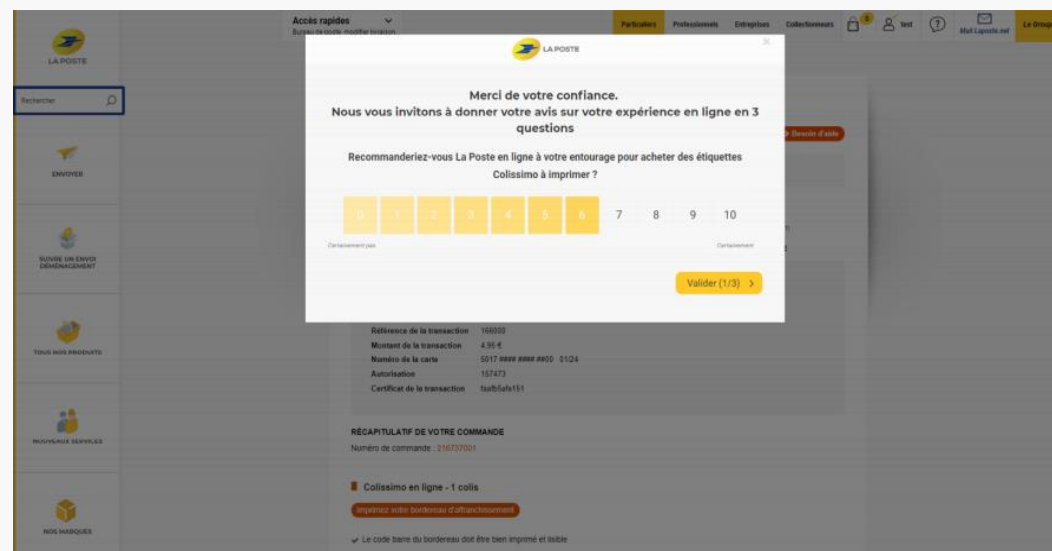 Accès rapides
Particuliers Professionnels Entreprises Collectionneurs 0 test ? Mail Laposte.net Le Group
LA POSTE
LA POSTE
Rechercher
Merci de votre confiance.
Nous vous invitons à donner votre avis sur votre expérience en ligne en 3
questions
Besoin d'aide
Recommanderiez-vous La Poste en ligne à votre entourage pour acheter des étiquettes
Colissimo à imprimer ?
ENVOYER
0 1 2 3 4 5 6 7 8 9 10
Certainement pas
Certainement
SUIVRE UN ENVOI
DÉMÉNAGEMENT
Valider (1/3)
Référence de la transaction 166000
Montant de la transaction 4.95 €
TOUS NOS PRODUITS
Numéro de la carte 5017 #### #### ##00 01/24
Autorisation 157473
Certificat de la transaction
RÉCAPITULATIF DE VOTRE COMMANDE
NOUVEAUX SERVICES
Numéro de commande : 216737001
Colissimo en ligne - 1 colis
Imprimez votre bordereau d'affranchissement
NOS MARQUES
Le code barre du bordereau doit être bien imprimé et lisible